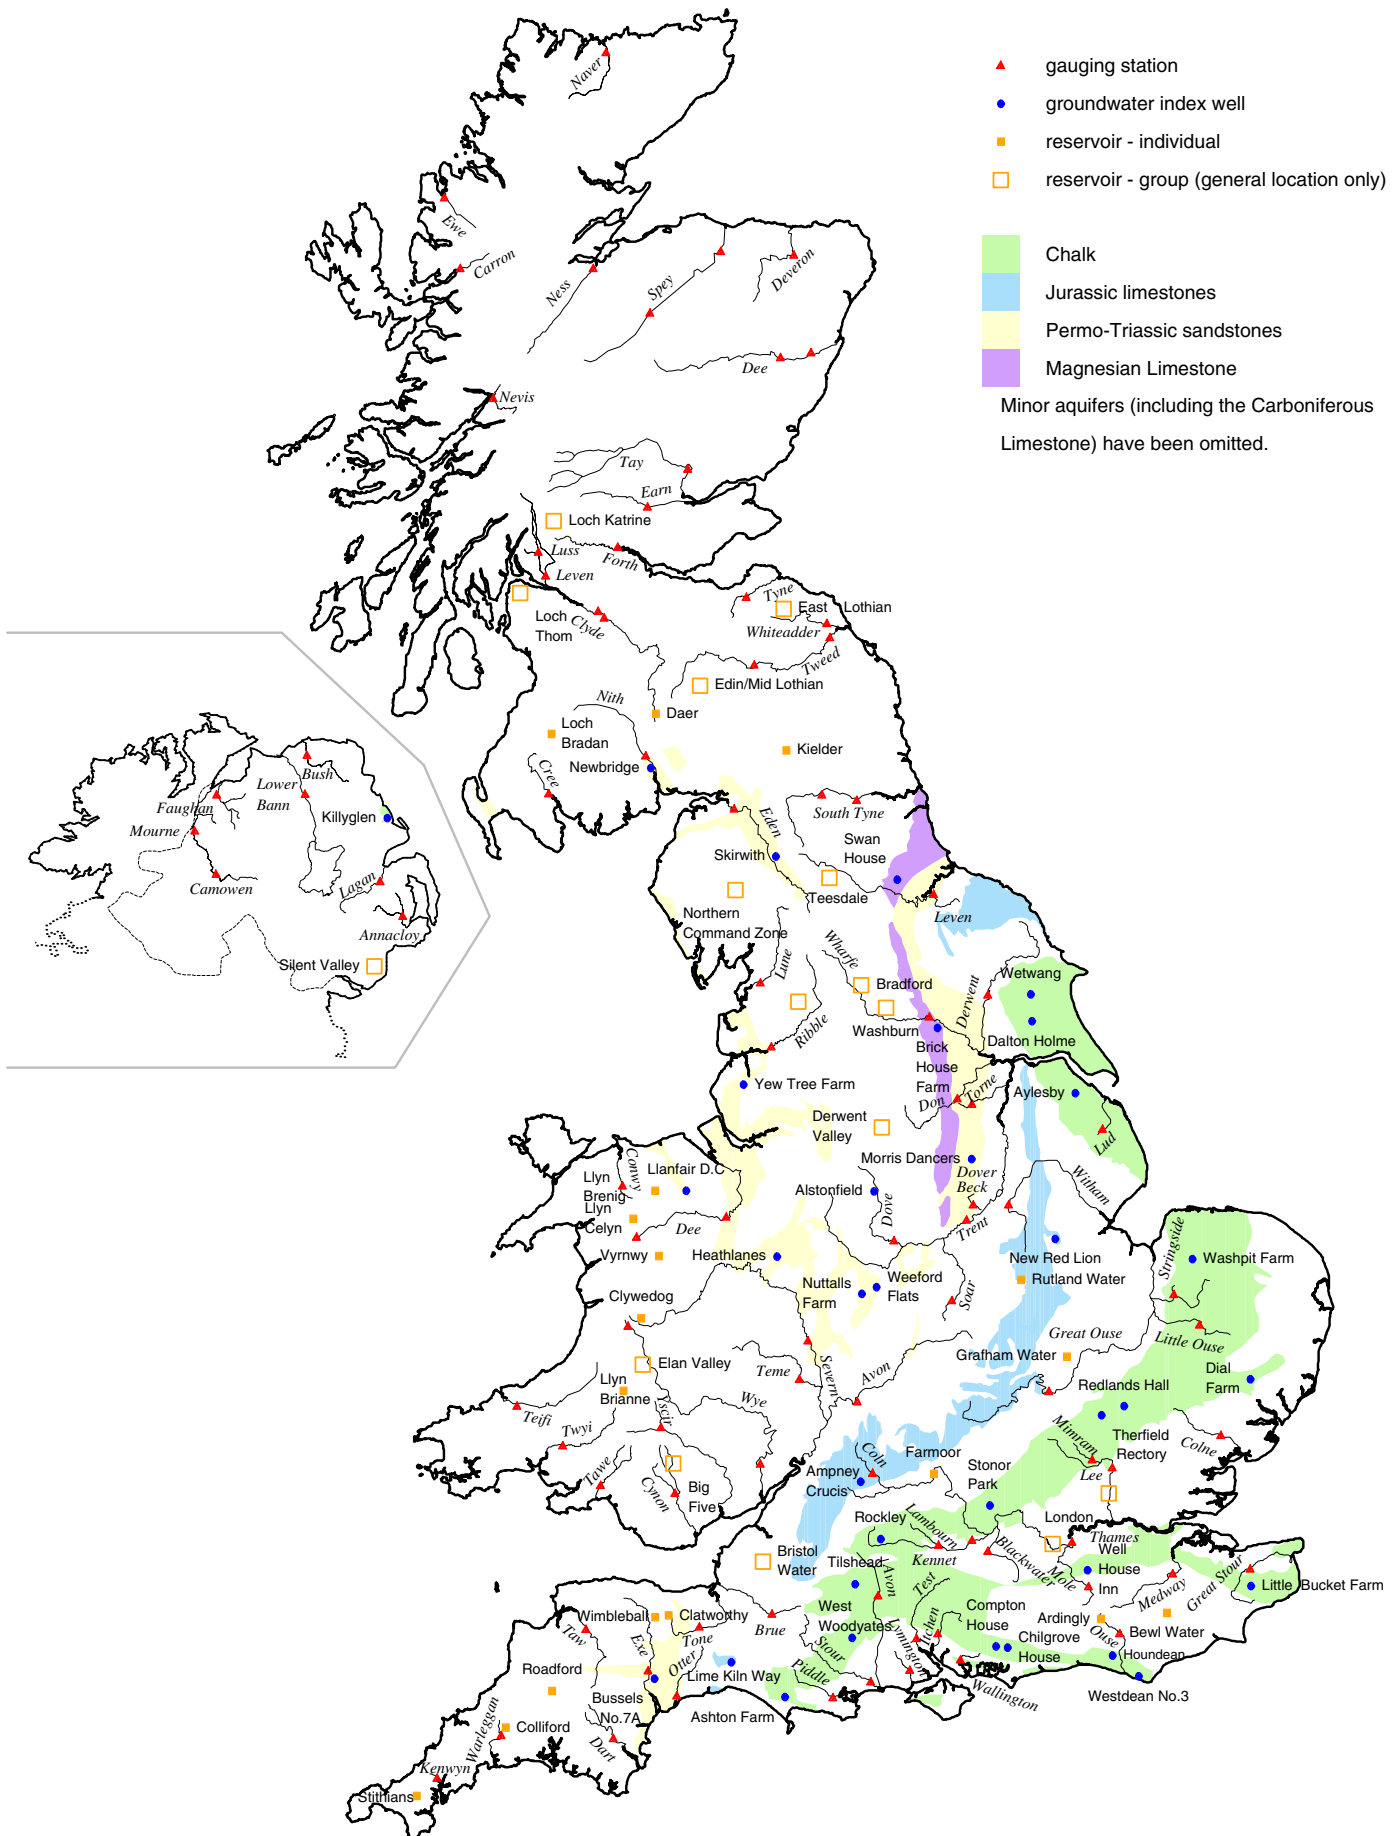 gauging station
groundwater index well
reservoir - individual
reservoir - group (general location only)
Chalk
Jurassic limestones
Permo-Triassic sandstones
Magnesian Limestone
Minor aquifers (including the Carboniferous
Limestone) have been omitted.
Naver
Ewe
Carron
Ness
Spey
Deveron
Dee
Nevis
Tay
Earn
Loch Katrine
Luss
Forth
Leven
Loch
Thom
Clyde
Tyne
East Lothian
Whiteadder
Tweed
Edin/Mid Lothian
Nith
Daer
Loch
Bradan
Kielder
Newbridge
Cree
Bush
Lower
Bann
Faughan
Killyglen
Mourne
Camowen
Lagan
Annacloy
Silent Valley
Eden
South Tyne
Swan
House
Skirwith
Teesdale
Leven
Northern
Command Zone
Lune
Wharfe
Bradford
Derwent
Wetwang
Ribble
Washburn
Brick
House
Farm
Dalton Holme
Yew Tree Farm
Don
Torne
Aylesby
Derwent
Valley
Lud
Morris Dancers
Dover
Beck
Conwy
Llanfair D.C
Llyn
Brenig
Llyn
Celyn
Alstonfield
Dove
Witham
Dee
Trent
Stringside
Vyrnwy
Heathlanes
New Red Lion
Washpit Farm
Nuttalls
Farm
Weeford
Flats
Soar
Rutland Water
Clywedog
Great Ouse
Little Ouse
Elan Valley
Teme
Severn
Avon
Grafham Water
Dial
Farm
Llyn
Brianne
Redlands Hall
Wye
Yscir
Teifi
Twyi
Mimram
Therfield
Rectory
Colne
Tawe
Cynon
Big
Five
Coln
Farmoor
Ampney
Crucis
Stonor
Park
Lee
Rockley
Lambourn
London
Thames
Bristol
Water
Tilshead
Kennet
Blackwater
Well
House
Inn
Mole
Avon
Test
Medway
Great Stour
Little Bucket Farm
West
Woodyates
Compton
House
Wimbleball
Clatworthy
Brue
Itchen
Chilgrove
House
Ardingly
Bewl Water
Taw
Exe
Tone
Stour
Lymington
Ouse
Houndean
Otter
Lime Kiln Way
Piddle
Roadford
Bussels
No.7A
Ashton Farm
Wallington
Westdean No.3
Warleggan
Colliford
Dart
Kenwyn
Stithians